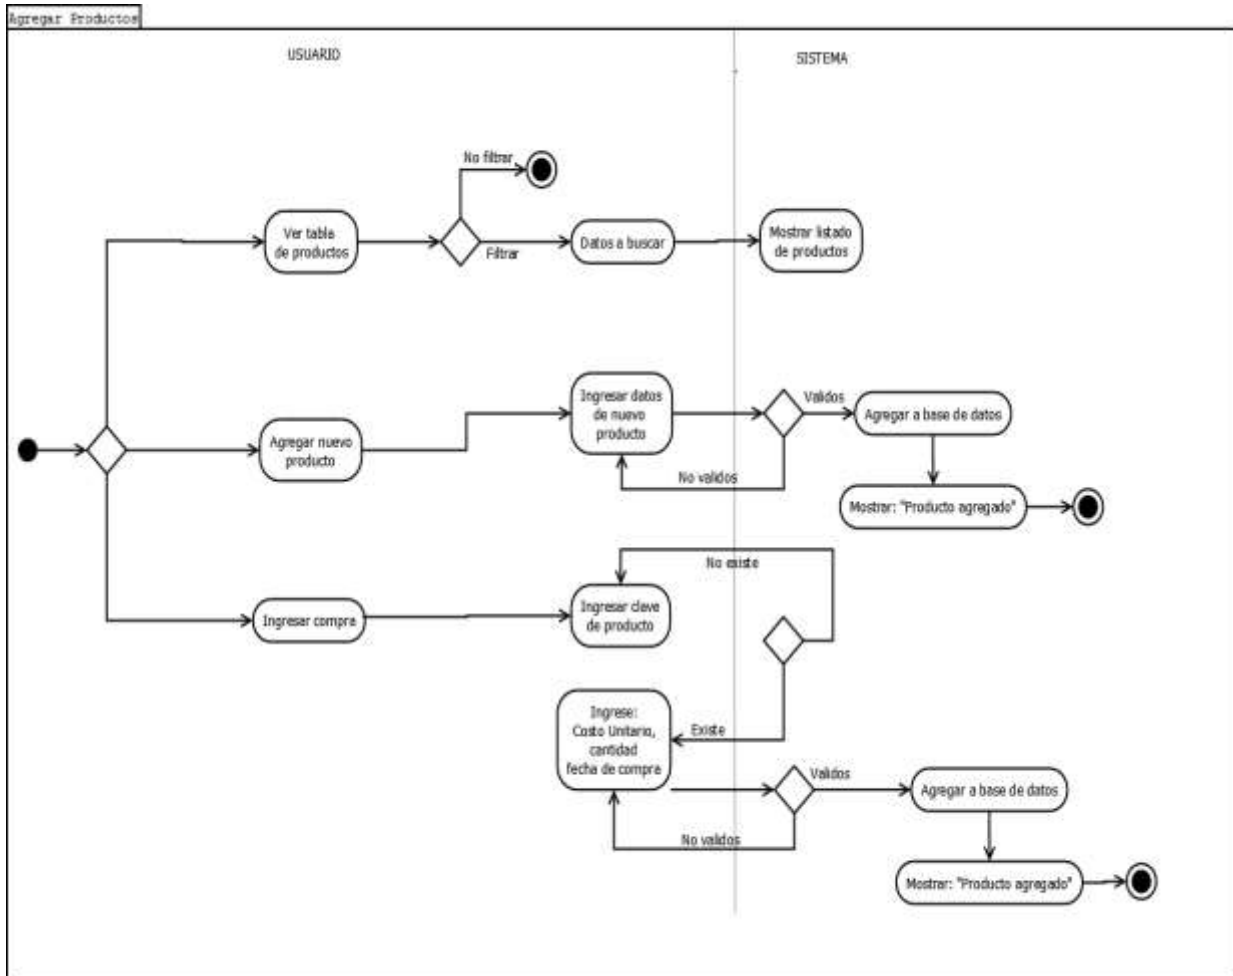 Agregar Productos
USUARIO
SISTEMA
No filtrar
Ver tabla
de productos
Filtrar
Datos a buscar
Mostrar listado
de productos
Agregar nuevo
producto
Ingresar datos
de nuevo
producto
Validos
Agregar a base de datos
No validos
Mostrar: "Producto agregado"
No existe
Ingresar compra
Ingresar clave
de producto
Ingrese:
Costo Unitario,
cantidad
fecha de compra
Existe
Validos
Agregar a base de datos
No validos
Mostrar: "Producto agregado"